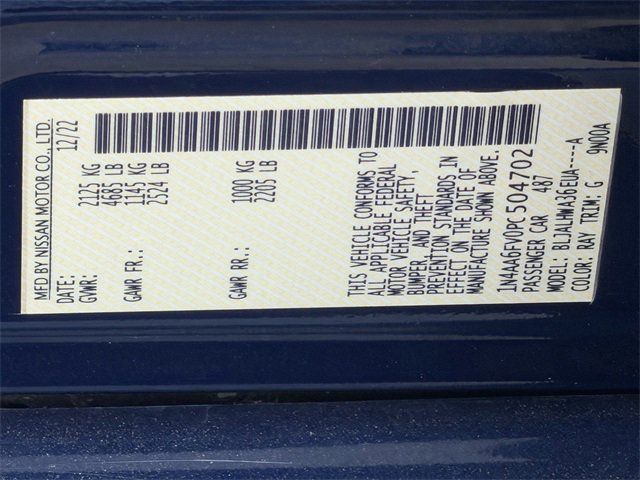 MFD BY NISSAN MOTOR CO., LTD.
DATE: 12/22
GVWR: 2125 KG
4685 LB
GAWR FR.: 1145 KG
2524 LB
GAWR RR.: 1000 KG
2205 LB
THIS VEHICLE CONFORMS TO
ALL APPLICABLE FEDERAL
MOTOR VEHICLE SAFETY,
BUMPER, AND THEFT
PREVENTION STANDARDS IN
EFFECT ON THE DATE OF
MANUFACTURE SHOWN ABOVE.
1N4AA6FV0PC504702
PASSENGER CAR 487
MODEL: BLJALHWA36EUA-----A
COLOR: RAY TRIM: G 9N00A